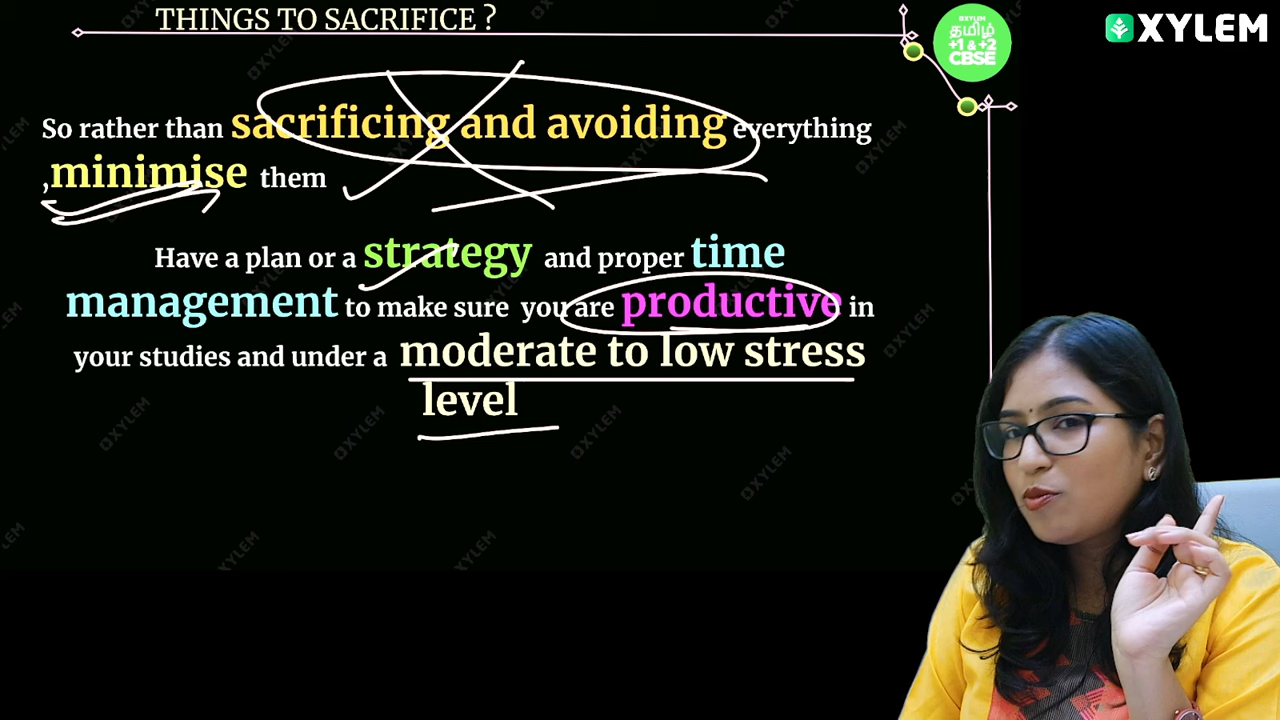 THINGS TO SACRIFICE ?
OXYLEM
தமிழ்
+1 & +2
CBSE
XYLEM
So rather than sacrificing and avoiding everything
,minimise them
Have a plan or a strategy and proper time
management to make sure you are productive in
your studies and under a moderate to low stress
level